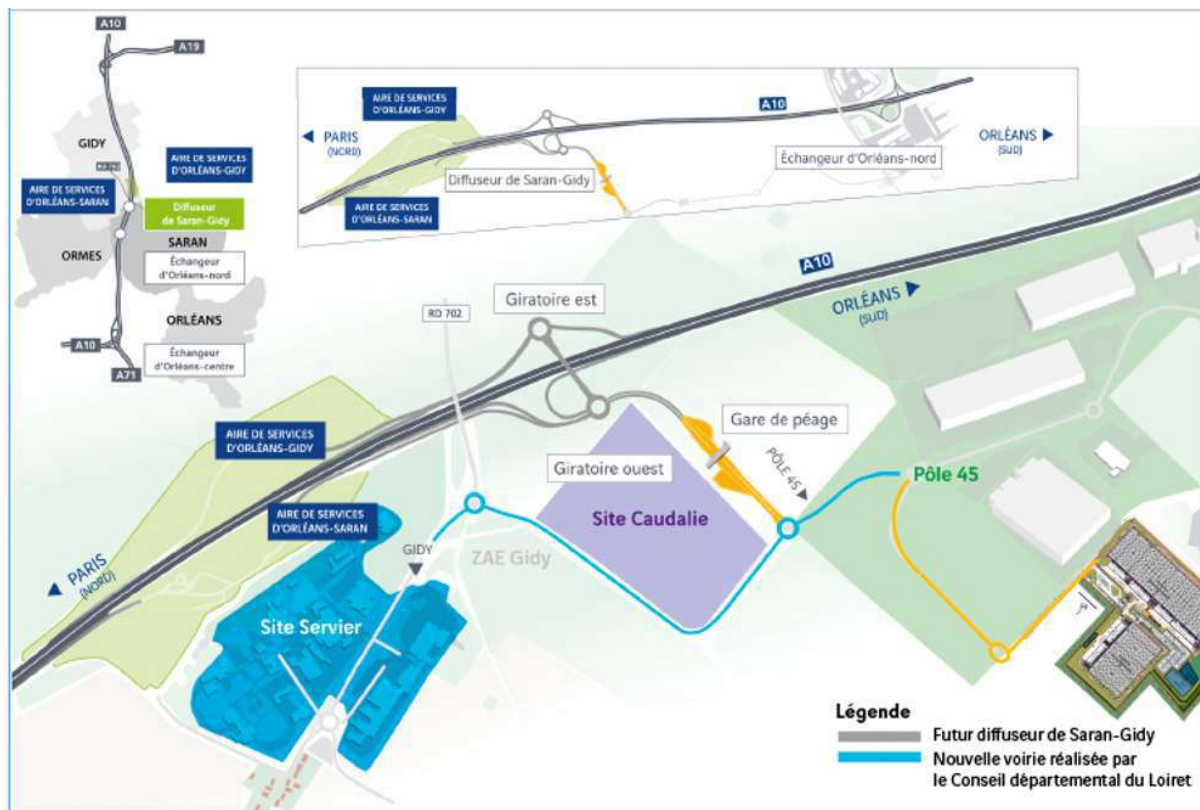 A10
A19
GIDY
RD 702
AIRE DE SERVICES
D'ORLÉANS-GIDY
AIRE DE SERVICES
D'ORLÉANS-SARAN
Diffuseur
de Saran-Gidy
ORMES
SARAN
Échangeur
d'Orléans-nord
ORLÉANS
A10
Échangeur
d'Orléans-centre
A71
AIRE DE SERVICES
D'ORLÉANS-GIDY
PARIS
(NORD)
A10
ORLÉANS
(SUD)
Échangeur d'Orléans-nord
Diffuseur de Saran-Gidy
AIRE DE SERVICES
D'ORLÉANS-SARAN
A10
ORLÉANS
(SUD)
Giratoire est
RD 702
Gare de péage
AIRE DE SERVICES
D'ORLÉANS-GIDY
Giratoire ouest
PÔLE 45
Pôle 45
AIRE DE SERVICES
D'ORLÉANS-SARAN
Site Caudalie
GIDY
ZAE Gidy
PARIS
(NORD)
Site Servier
Légende
Futur diffuseur de Saran-Gidy
Nouvelle voirie réalisée par
le Conseil départemental du Loiret